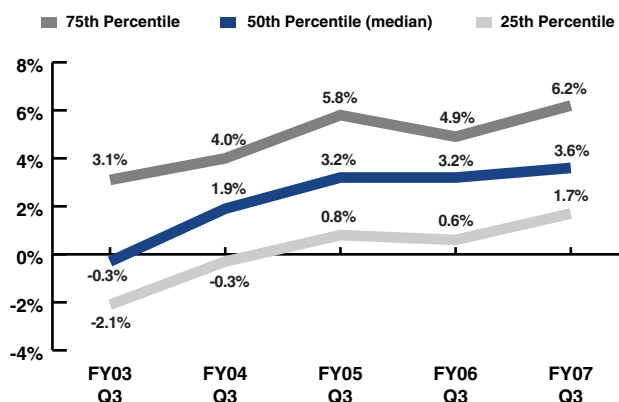 75th Percentile 50th Percentile (median) 25th Percentile
8%
6%
4%
2%
0%
-2%
-4%
3.1% 4.0% 5.8% 4.9% 6.2%
-0.3% 1.9% 3.2% 3.2% 3.6%
-2.1% -0.3% 0.8% 0.6% 1.7%
FY03 FY04 FY05 FY06 FY07
Q3 Q3 Q3 Q3 Q3